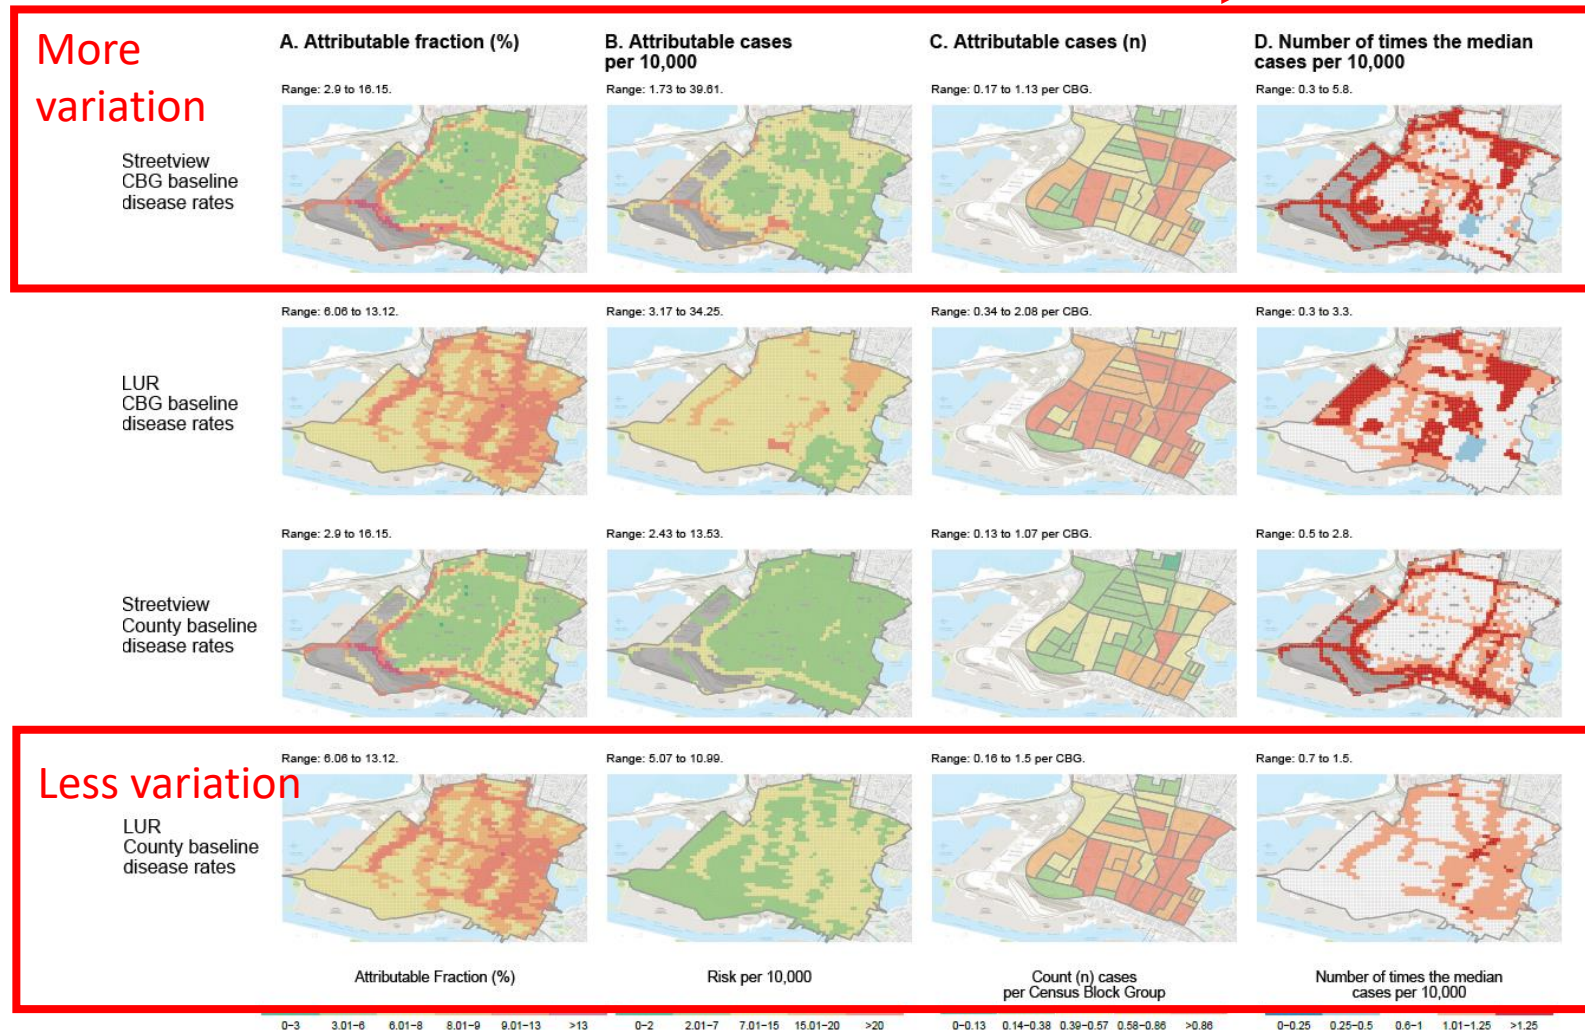 More
variation
A. Attributable fraction (%)
B. Attributable cases
per 10,000
C. Attributable cases (n)
D. Number of times the median
cases per 10,000
Range: 2.9 to 16.15.
Range: 1.73 to 39.61.
Range: 0.17 to 1.13 per CBG.
Range: 0.3 to 5.8.
Streetview
CBG baseline
disease rates
Range: 6.06 to 13.12.
Range: 3.17 to 34.25.
Range: 0.34 to 2.08 per CBG.
Range: 0.3 to 3.3.
LUR
CBG baseline
disease rates
Range: 2.9 to 16.15.
Range: 2.43 to 13.53.
Range: 0.13 to 1.07 per CBG.
Range: 0.5 to 2.8.
Streetview
County baseline
disease rates
Less variation
Range: 6.06 to 13.12.
Range: 5.07 to 10.99.
Range: 0.16 to 1.5 per CBG.
Range: 0.7 to 1.5.
LUR
County baseline
disease rates
Attributable Fraction (%)
Risk per 10,000
Count (n) cases
per Census Block Group
Number of times the median
cases per 10,000
0–3 3.01–6 6.01–8 8.01–9 9.01–13 >13
0–2 2.01–7 7.01–15 15.01–20 >20
0–0.13 0.14–0.38 0.39–0.57 0.58–0.86 >0.86
0–0.25 0.25–0.5 0.6–1 1.01–1.25 >1.25